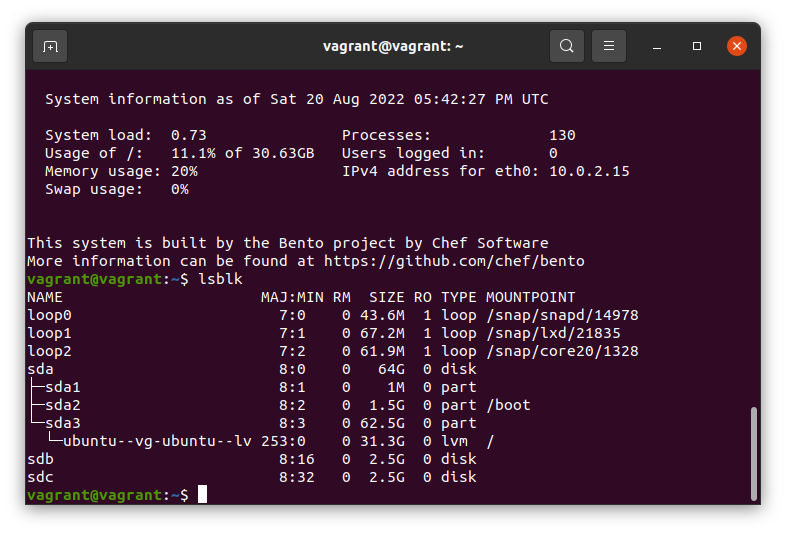 vagrant@vagrant: ~
System information as of Sat 20 Aug 2022 05:42:27 PM UTC
System load:  0.73               Processes:             130
Usage of /:   11.1% of 30.63GB   Users logged in:       0
Memory usage: 20%                IPv4 address for eth0: 10.0.2.15
Swap usage:   0%
This system is built by the Bento project by Chef Software
More information can be found at https://github.com/chef/bento
vagrant@vagrant:~$ lsblk
NAME                      MAJ:MIN RM  SIZE RO TYPE MOUNTPOINT
loop0                       7:0    0 43.6M  1 loop /snap/snapd/14978
loop1                       7:1    0 67.2M  1 loop /snap/lxd/21835
loop2                       7:2    0 61.9M  1 loop /snap/core20/1328
sda                         8:0    0   64G  0 disk
├─sda1                      8:1    0    1M  0 part
├─sda2                      8:2    0  1.5G  0 part /boot
└─sda3                      8:3    0 62.5G  0 part
  └─ubuntu--vg-ubuntu--lv 253:0    0 31.3G  0 lvm  /
sdb                         8:16   0  2.5G  0 disk
sdc                         8:32   0  2.5G  0 disk
vagrant@vagrant:~$